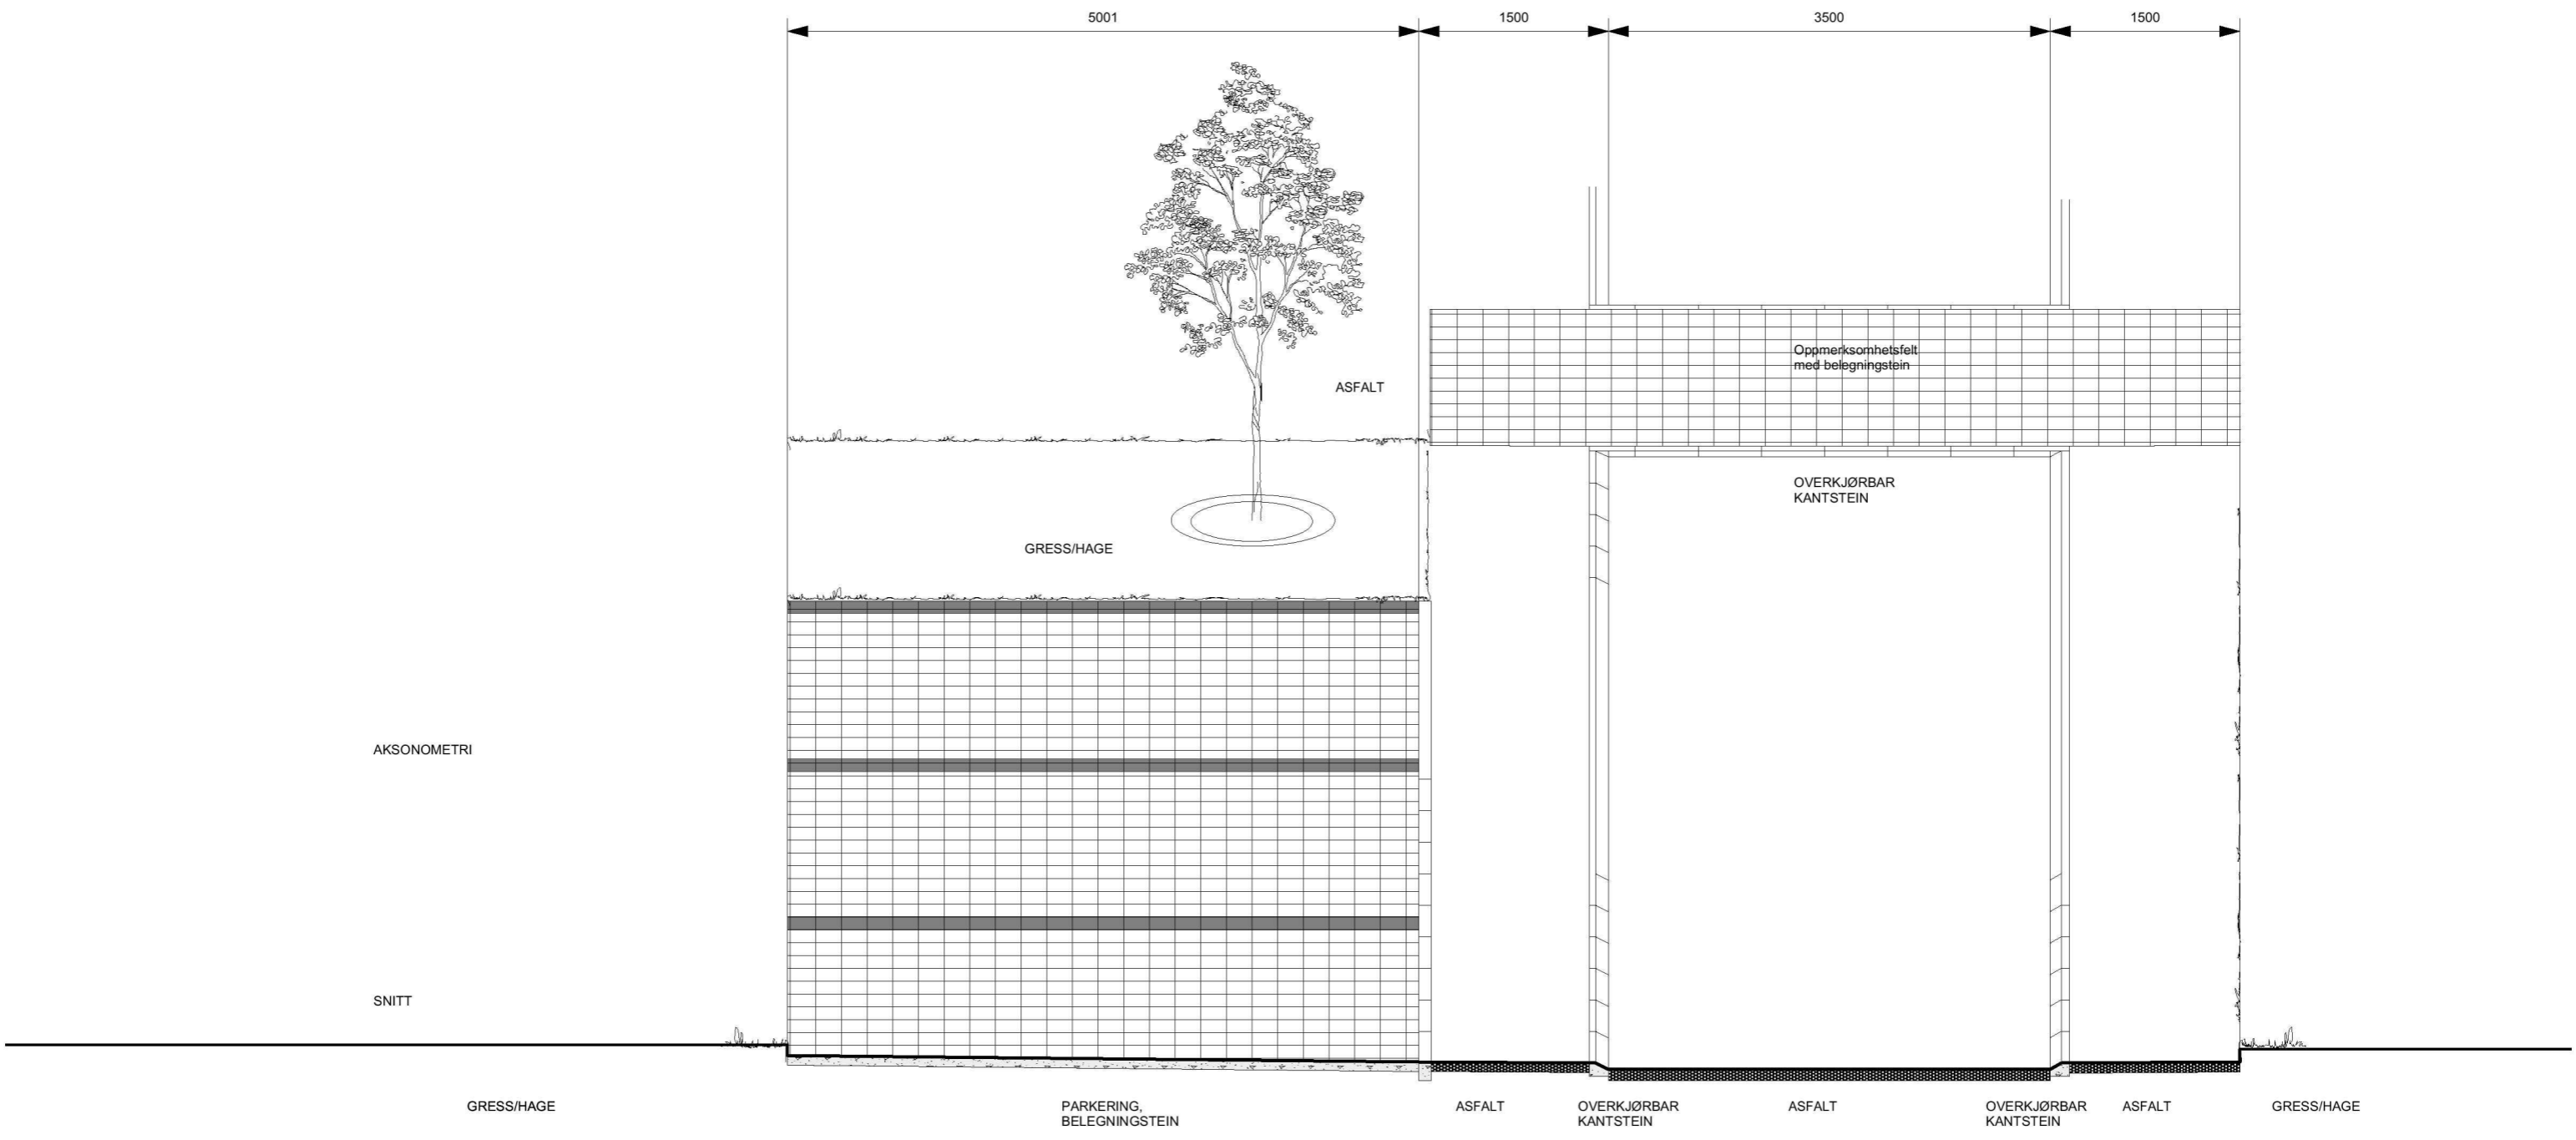 5001
1500
3500
1500
Oppmerksomhetsfelt
med belegningstein
ASFALT
OVERKJØRBAR
KANTSTEIN
GRESS/HAGE
AKSONOMETRI
SNITT
GRESS/HAGE
PARKERING,
BELEGNINGSTEIN
ASFALT
OVERKJØRBAR
KANTSTEIN
ASFALT
OVERKJØRBAR
KANTSTEIN
ASFALT
GRESS/HAGE